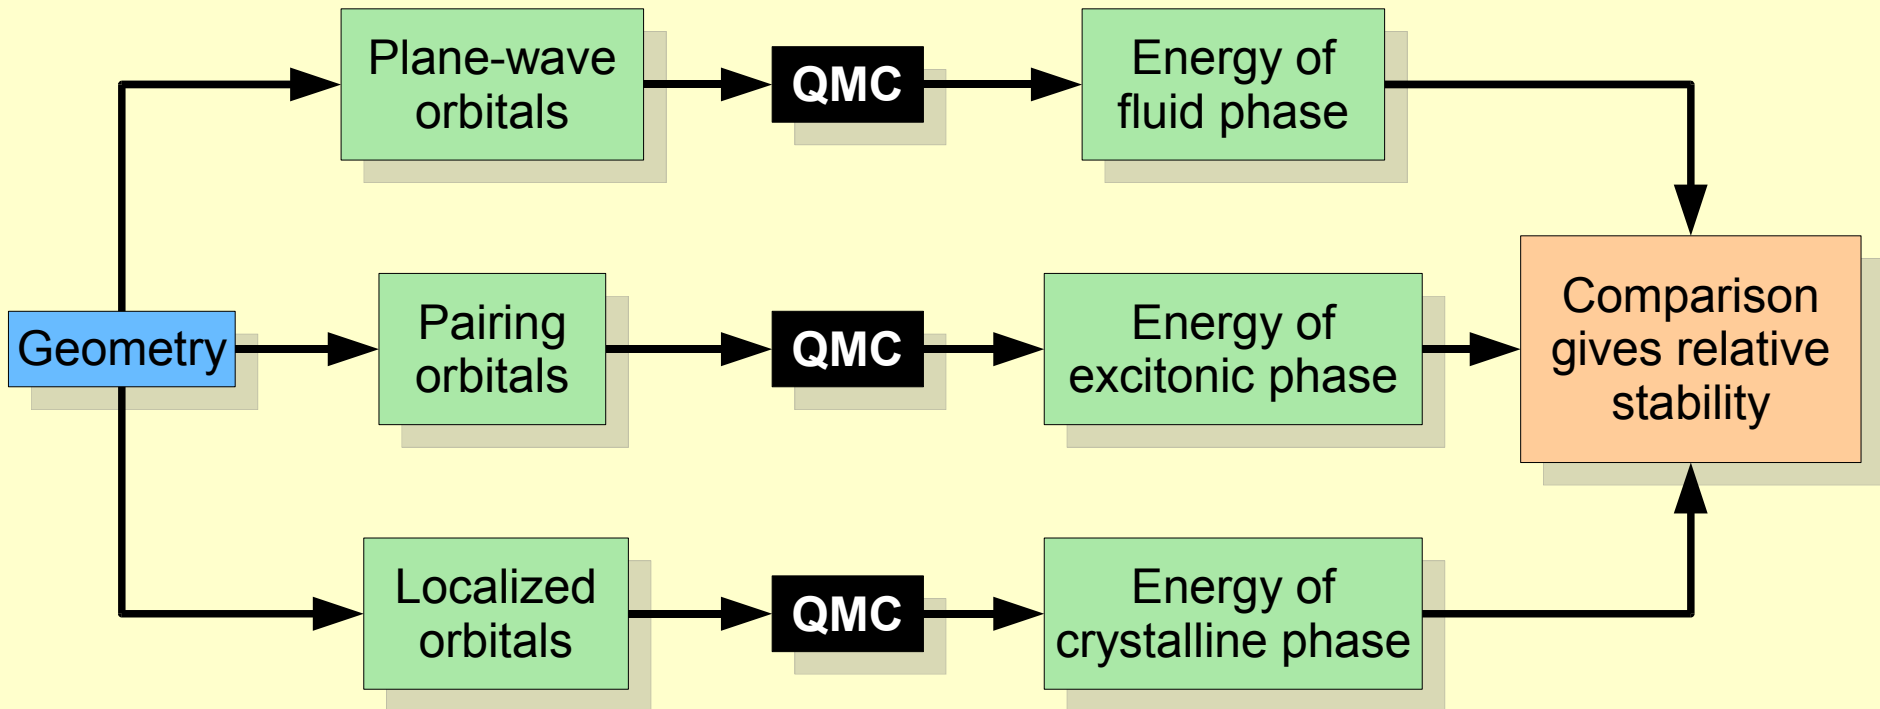 Plane-wave
orbitals
QMC
Energy of
fluid phase
Geometry
Pairing
orbitals
QMC
Energy of
excitonic phase
Comparison
gives relative
stability
Localized
orbitals
QMC
Energy of
crystalline phase